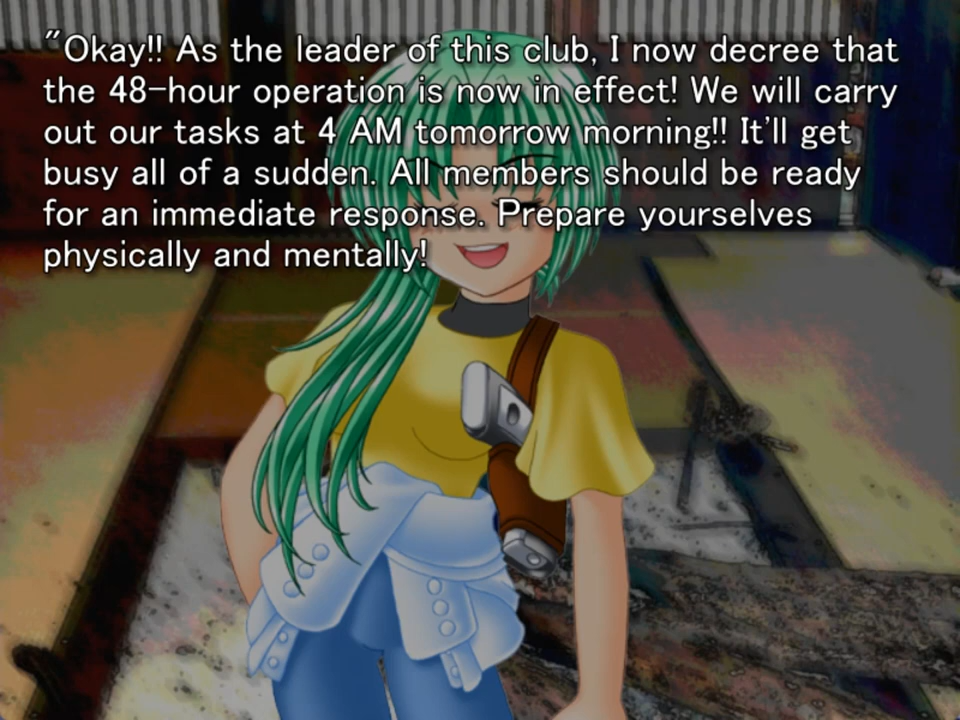 "Okay!! As the leader of this club, I now decree that
the 48-hour operation is now in effect! We will carry
out our tasks at 4 AM tomorrow morning!! It'll get
busy all of a sudden. All members should be ready
for an immediate response. Prepare yourselves
physically and mentally!